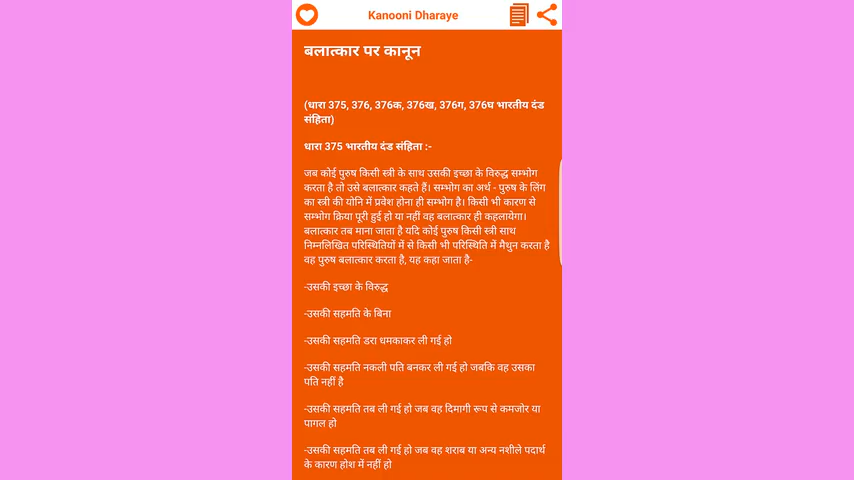 Kanooni Dharaye
बलात्कार पर कानून
(धारा 375, 376, 376क, 376ख, 376ग, 376घ भारतीय दंड
संहिता)
धारा 375 भारतीय दंड संहिता :-
जब कोई पुरुष किसी स्त्री के साथ उसकी इच्छा के विरुद्ध सम्भोग
करता है तो उसे बलात्कार कहते हैं। सम्भोग का अर्थ - पुरुष के लिंग
का स्त्री की योनि में प्रवेश होना ही सम्भोग है। किसी भी कारण से
सम्भोग क्रिया पूरी हुई हो या नहीं वह बलात्कार ही कहलायेगा।
बलात्कार तब माना जाता है यदि कोई पुरुष किसी स्त्री साथ
निम्नलिखित परिस्थितियों में से किसी भी परिस्थिति में मैथुन करता है
वह पुरुष बलात्कार करता है, यह कहा जाता है-
-उसकी इच्छा के विरुद्ध
-उसकी सहमति के बिना
-उसकी सहमति डरा धमकाकर ली गई हो
-उसकी सहमति नकली पति बनकर ली गई हो जबकि वह उसका
पति नहीं है
-उसकी सहमति तब ली गई हो जब वह दिमागी रूप से कमजोर या
पागल हो
-उसकी सहमति तब ली गई हो जब वह शराब या अन्य नशीले पदार्थ
के कारण होश में नहीं हो